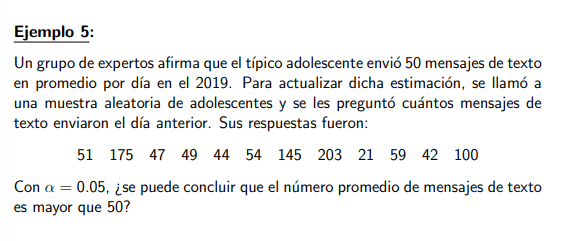 Ejemplo 5:
Un grupo de expertos afirma que el típico adolescente envió 50 mensajes de texto
en promedio por día en el 2019. Para actualizar dicha estimación, se llamó a
una muestra aleatoria de adolescentes y se les preguntó cuántos mensajes de
texto enviaron el día anterior. Sus respuestas fueron:
51 175 47 49 44 54 145 203 21 59 42 100
Con α = 0.05, ¿se puede concluir que el número promedio de mensajes de texto
es mayor que 50?